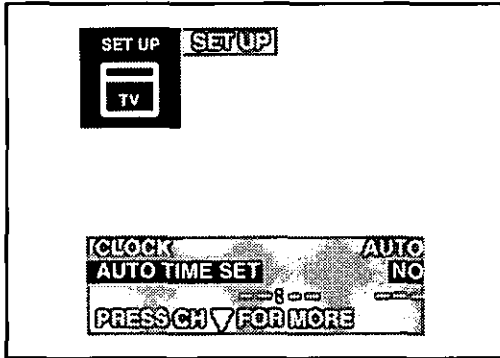 SET UP SET UP
TV
CLOCK AUTO
AUTO TIME SET NO
--:-- ---
PRESS CH ▽ FOR MORE